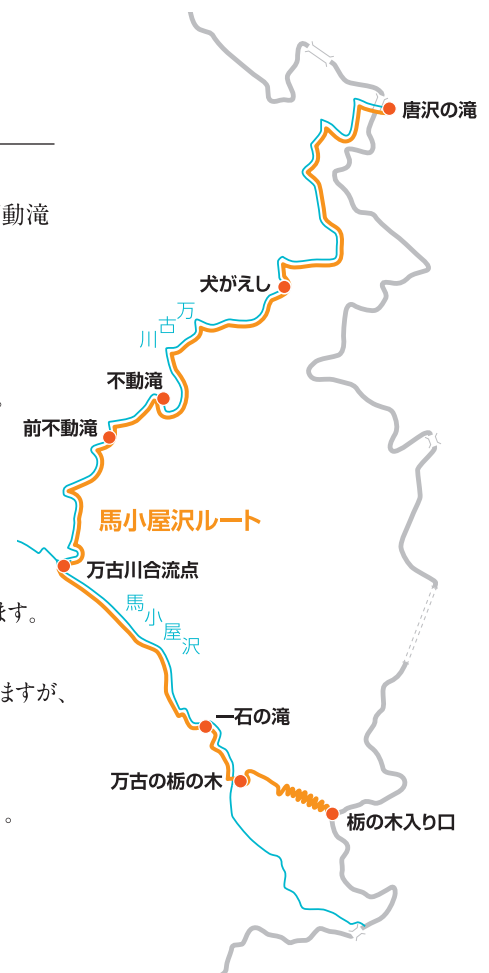 唐沢の滝
動滝
犬がえし
万古川
不動滝
。
前不動滝
馬小屋沢ルート
万古川合流点
馬小屋沢
ます。
ますが、
一石の滝
万古の栃の木
。
栃の木入り口